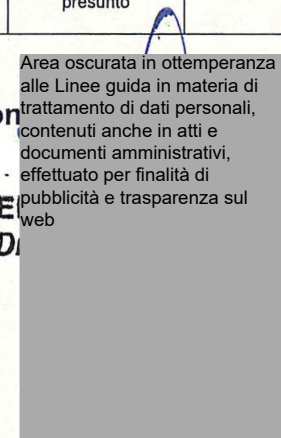 presunto
Area oscurata in ottemperanza
alle Linee guida in materia di
trattamento di dati personali,
contenuti anche in atti e
documenti amministrativi,
effettuato per finalità di
pubblicità e trasparenza sul
web